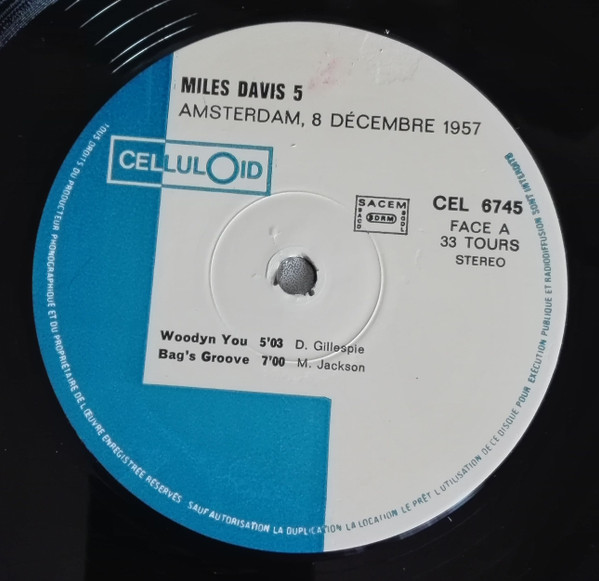 MILES DAVIS 5
AMSTERDAM, 8 DÉCEMBRE 1957
CELLULOID
SACEM
SACD
SDRM
SGDL
CEL 6745
FACE A
33 TOURS
STEREO
Woodyn You 5'03 D. Gillespie
Bag's Groove 7'00 M. Jackson
TOUS DROITS DU PRODUCTEUR PHONOGRAPHIQUE ET DU PROPRIÉTAIRE DE L'ŒUVRE ENREGISTRÉE RÉSERVÉS SAUF AUTORISATION LA DUPLICATION LA LOCATION LE PRÊT L'UTILISATION DE CE DISQUE POUR EXÉCUTION PUBLIQUE ET RADIODIFFUSION SONT INTERDITS